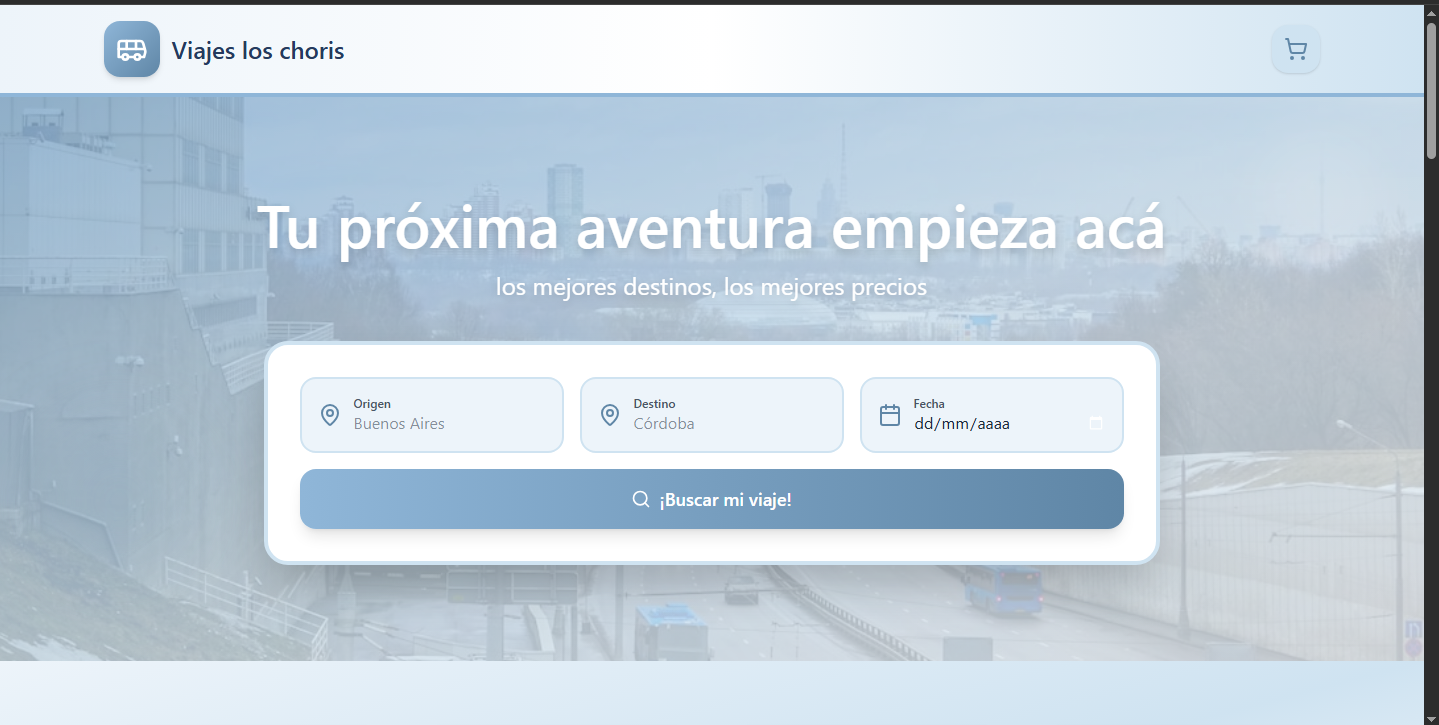 Viajes los choris
Tu próxima aventura empieza acá
los mejores destinos, los mejores precios
Origen
Buenos Aires
Destino
Córdoba
Fecha
dd/mm/aaaa
¡Buscar mi viaje!